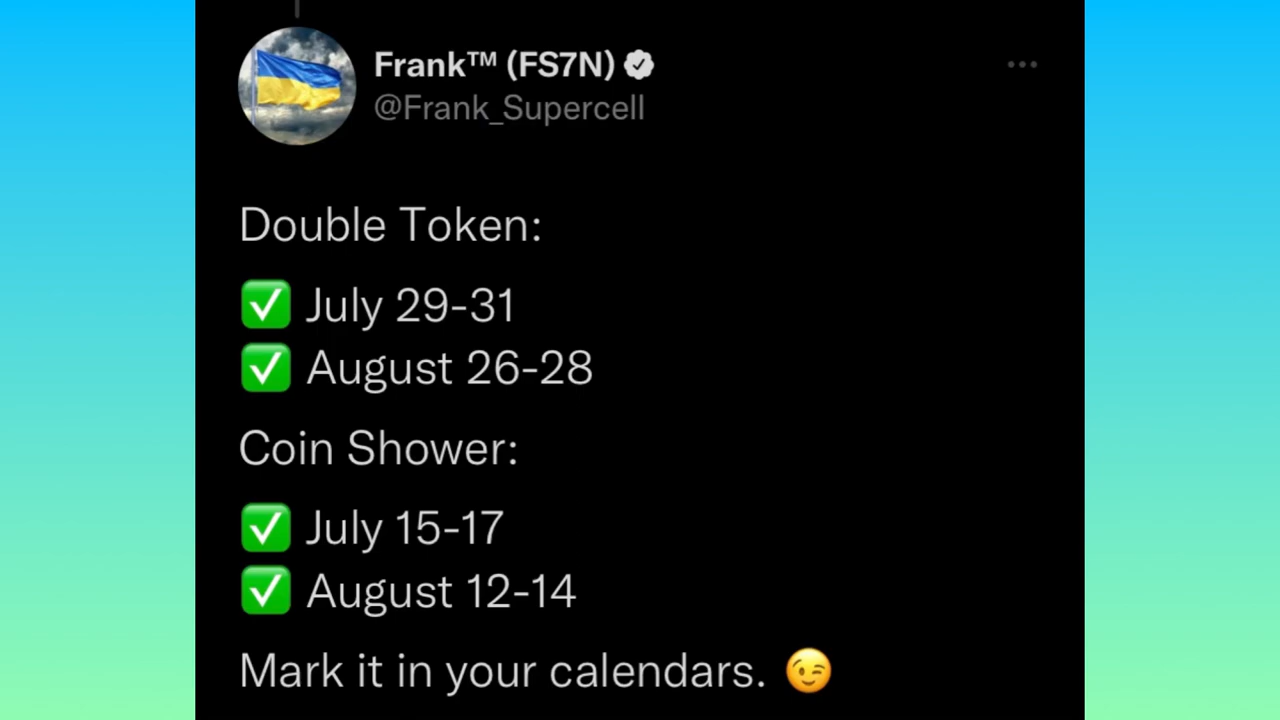 Frank™ (FS7N)
@Frank_Supercell
Double Token:
✅ July 29-31
✅ August 26-28
Coin Shower:
✅ July 15-17
✅ August 12-14
Mark it in your calendars. 😉